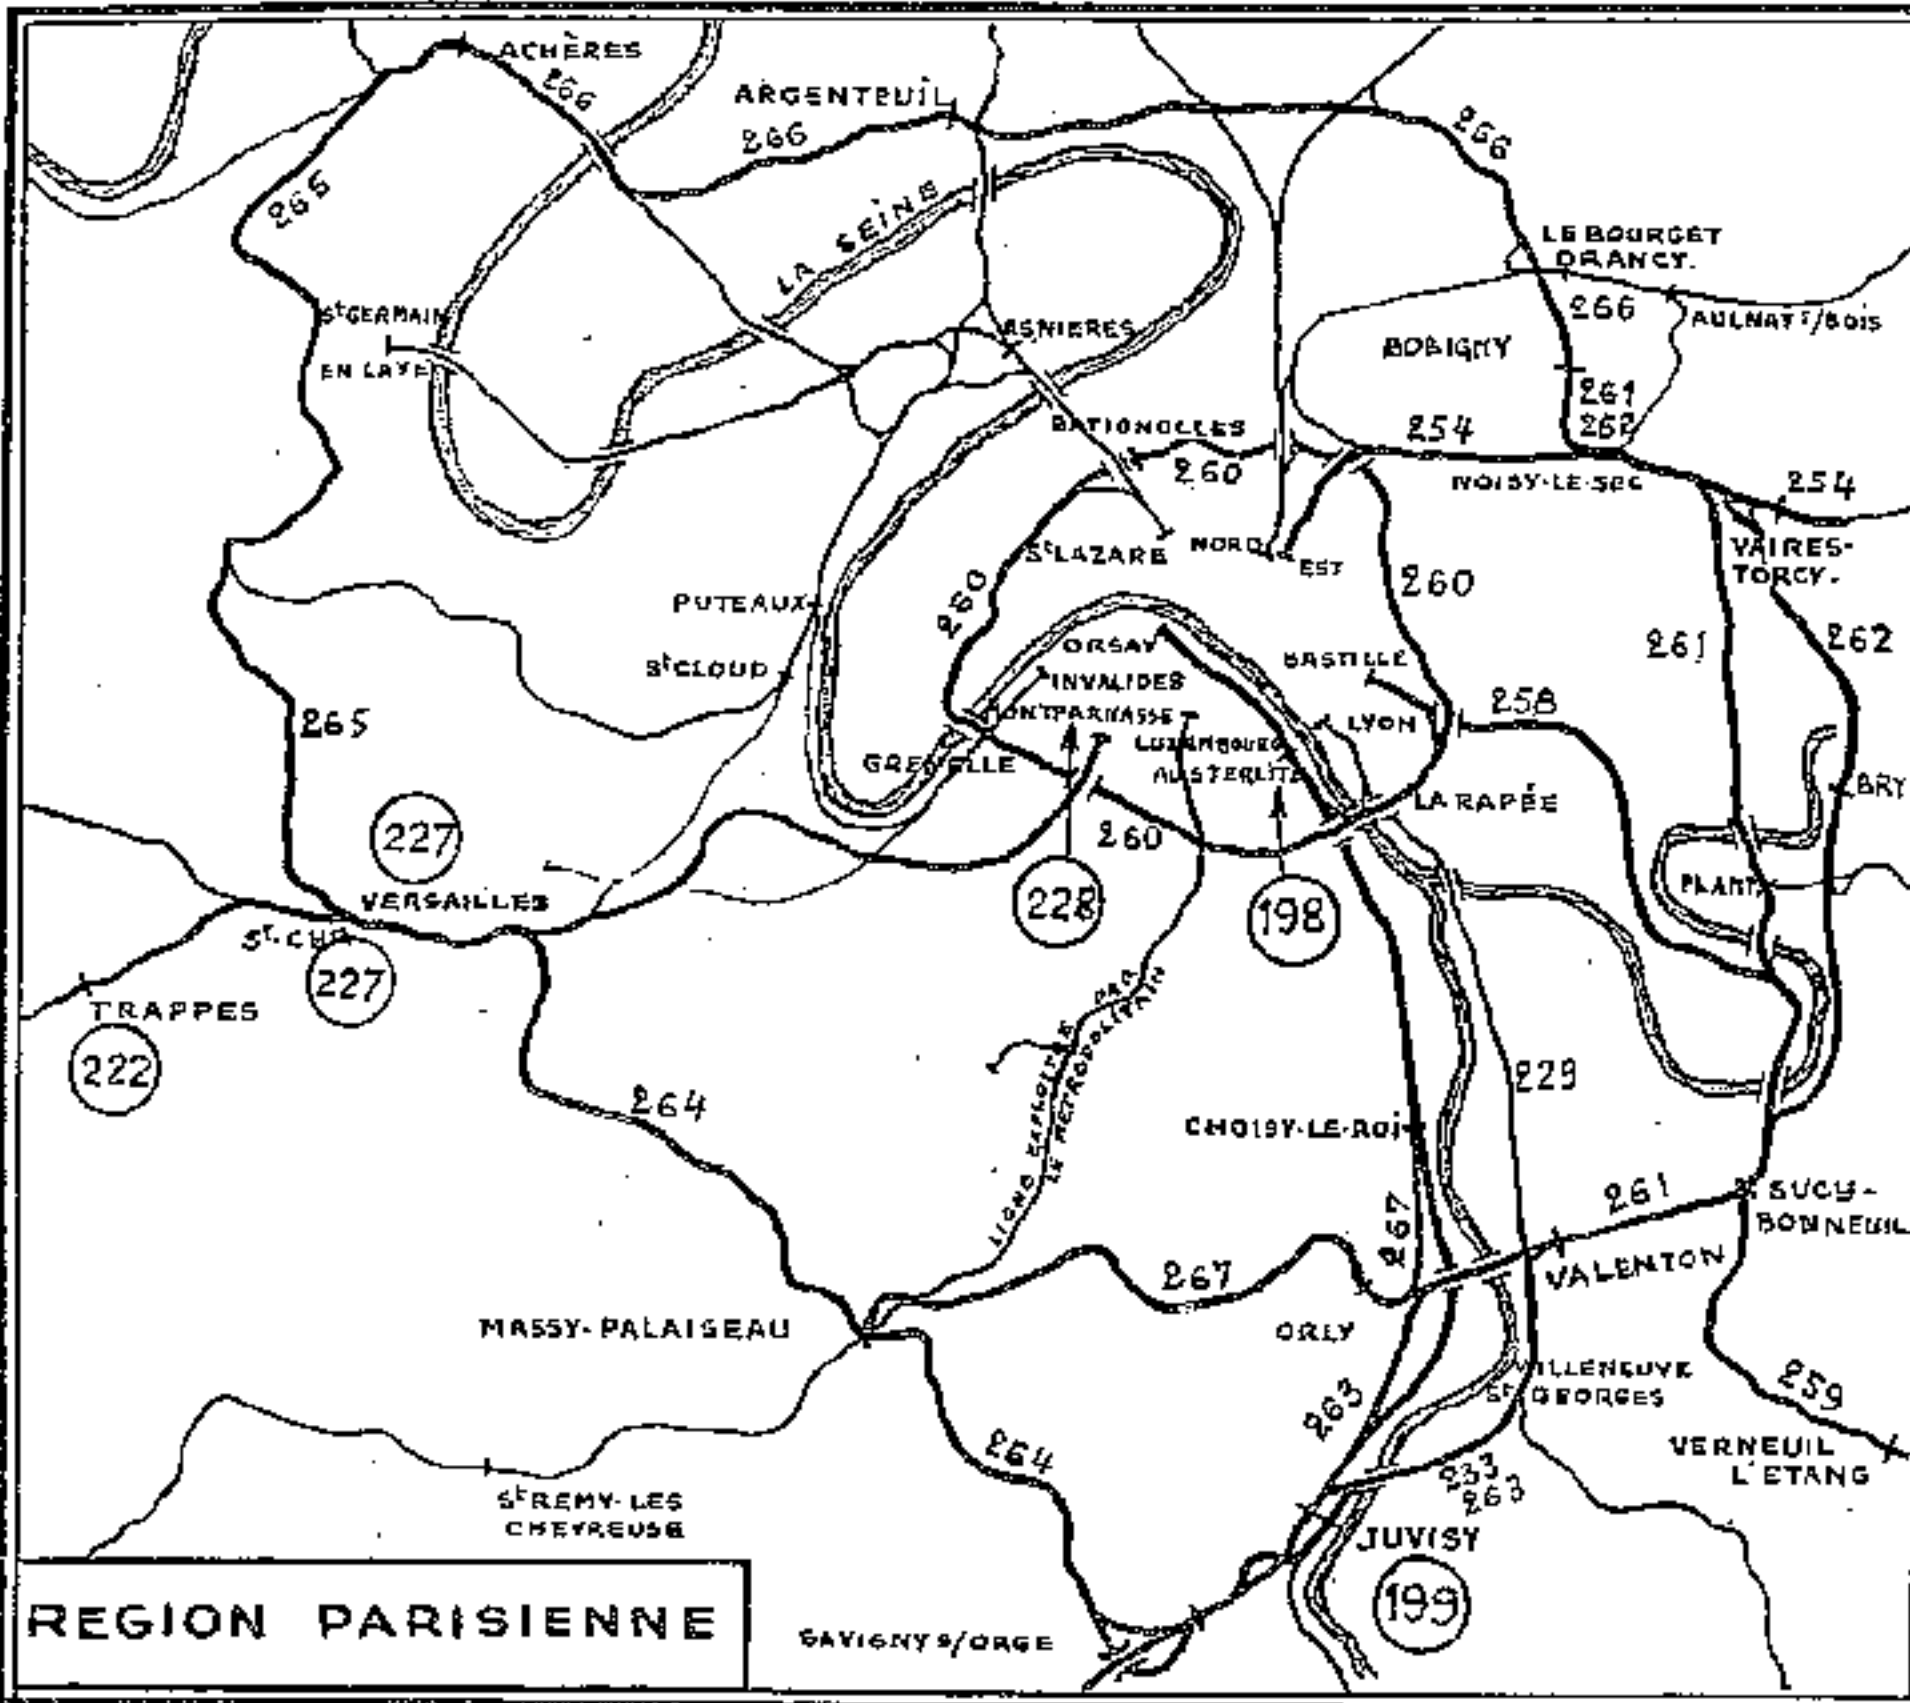 ACHÈRES
266
ARGENTEUIL
266
266
265
LA SEINE
LE BOURGET
DRANCY.
266
AULNAY S/BOIS
St GERMAIN
EN LAYE
ASNIERES
BOBIGNY
261
262
BATIGNOLLES
254
260
NOISY-LE-SEC
254
St LAZARE
NORD
EST
VAIRES-
TORCY.
260
260
PUTEAUX
ORSAY
BASTILLE
261
262
St CLOUD
INVALIDES
MONTPARNASSE
258
265
LYON
LUXEMBOURG
GRENELLE
AUSTERLITZ
BRY
LA RAPÉE
227
260
228
198
PLANT
VERSAILLES
St-CYR
227
TRAPPES
222
LIGNE EXPLOITÉE PAR
LE METROPOLITAIN
264
229
CHOISY-LE-ROI
261
SUCY-
BONNEUIL
267
267
VALENTON
MASSY-PALAISEAU
ORLY
VILLENEUVE
St GEORGES
259
263
264
VERNEUIL
L'ETANG
233
263
St REMY-LES
CHEVREUSE
JUVISY
199
REGION PARISIENNE
SAVIGNY S/ORGE